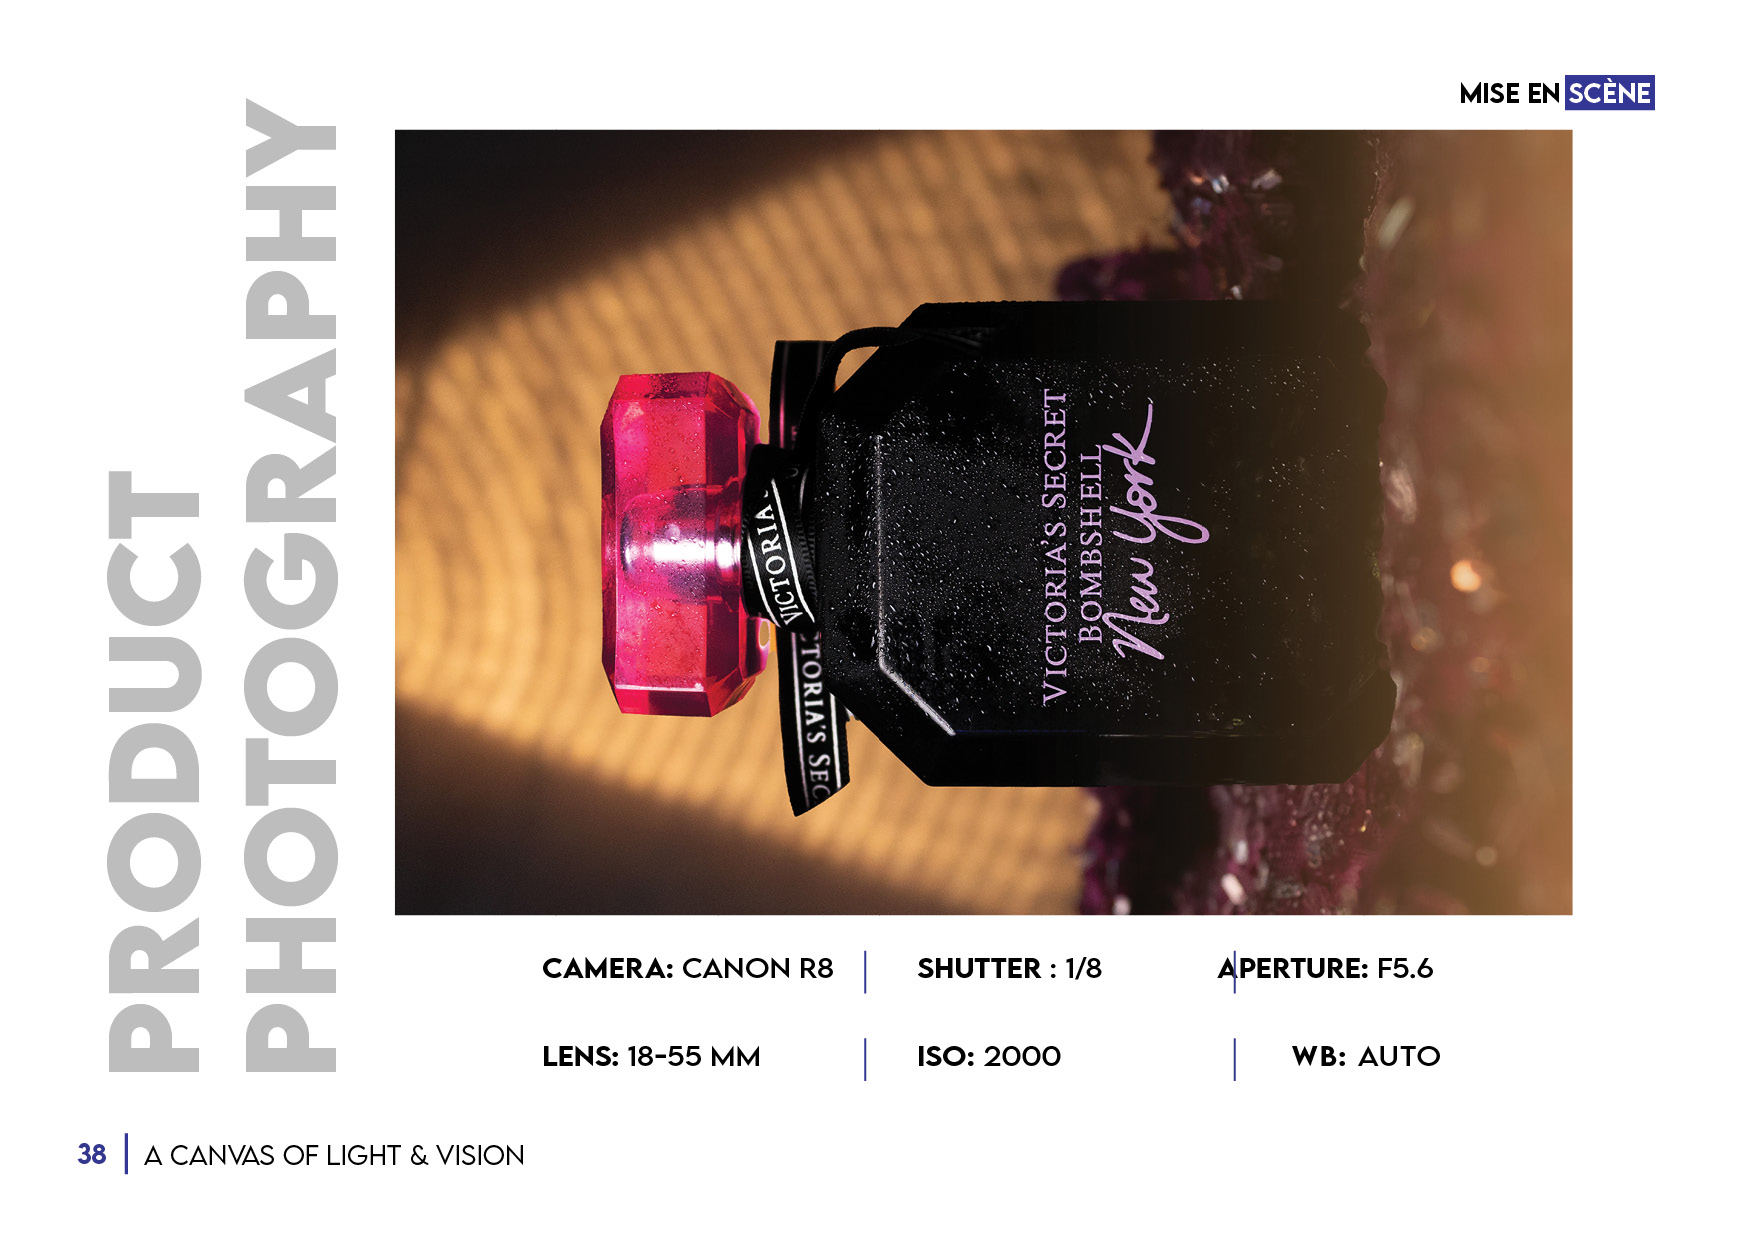 MISE EN SCÈNE
PRODUCT
PHOTOGRAPHY
VICTORIA
TORIA'S SEC
VICTORIA'S SECRET
BOMBSHELL
New York
CAMERA: CANON R8
SHUTTER : 1/8
APERTURE: F5.6
LENS: 18-55 MM
ISO: 2000
WB: AUTO
38
A CANVAS OF LIGHT & VISION